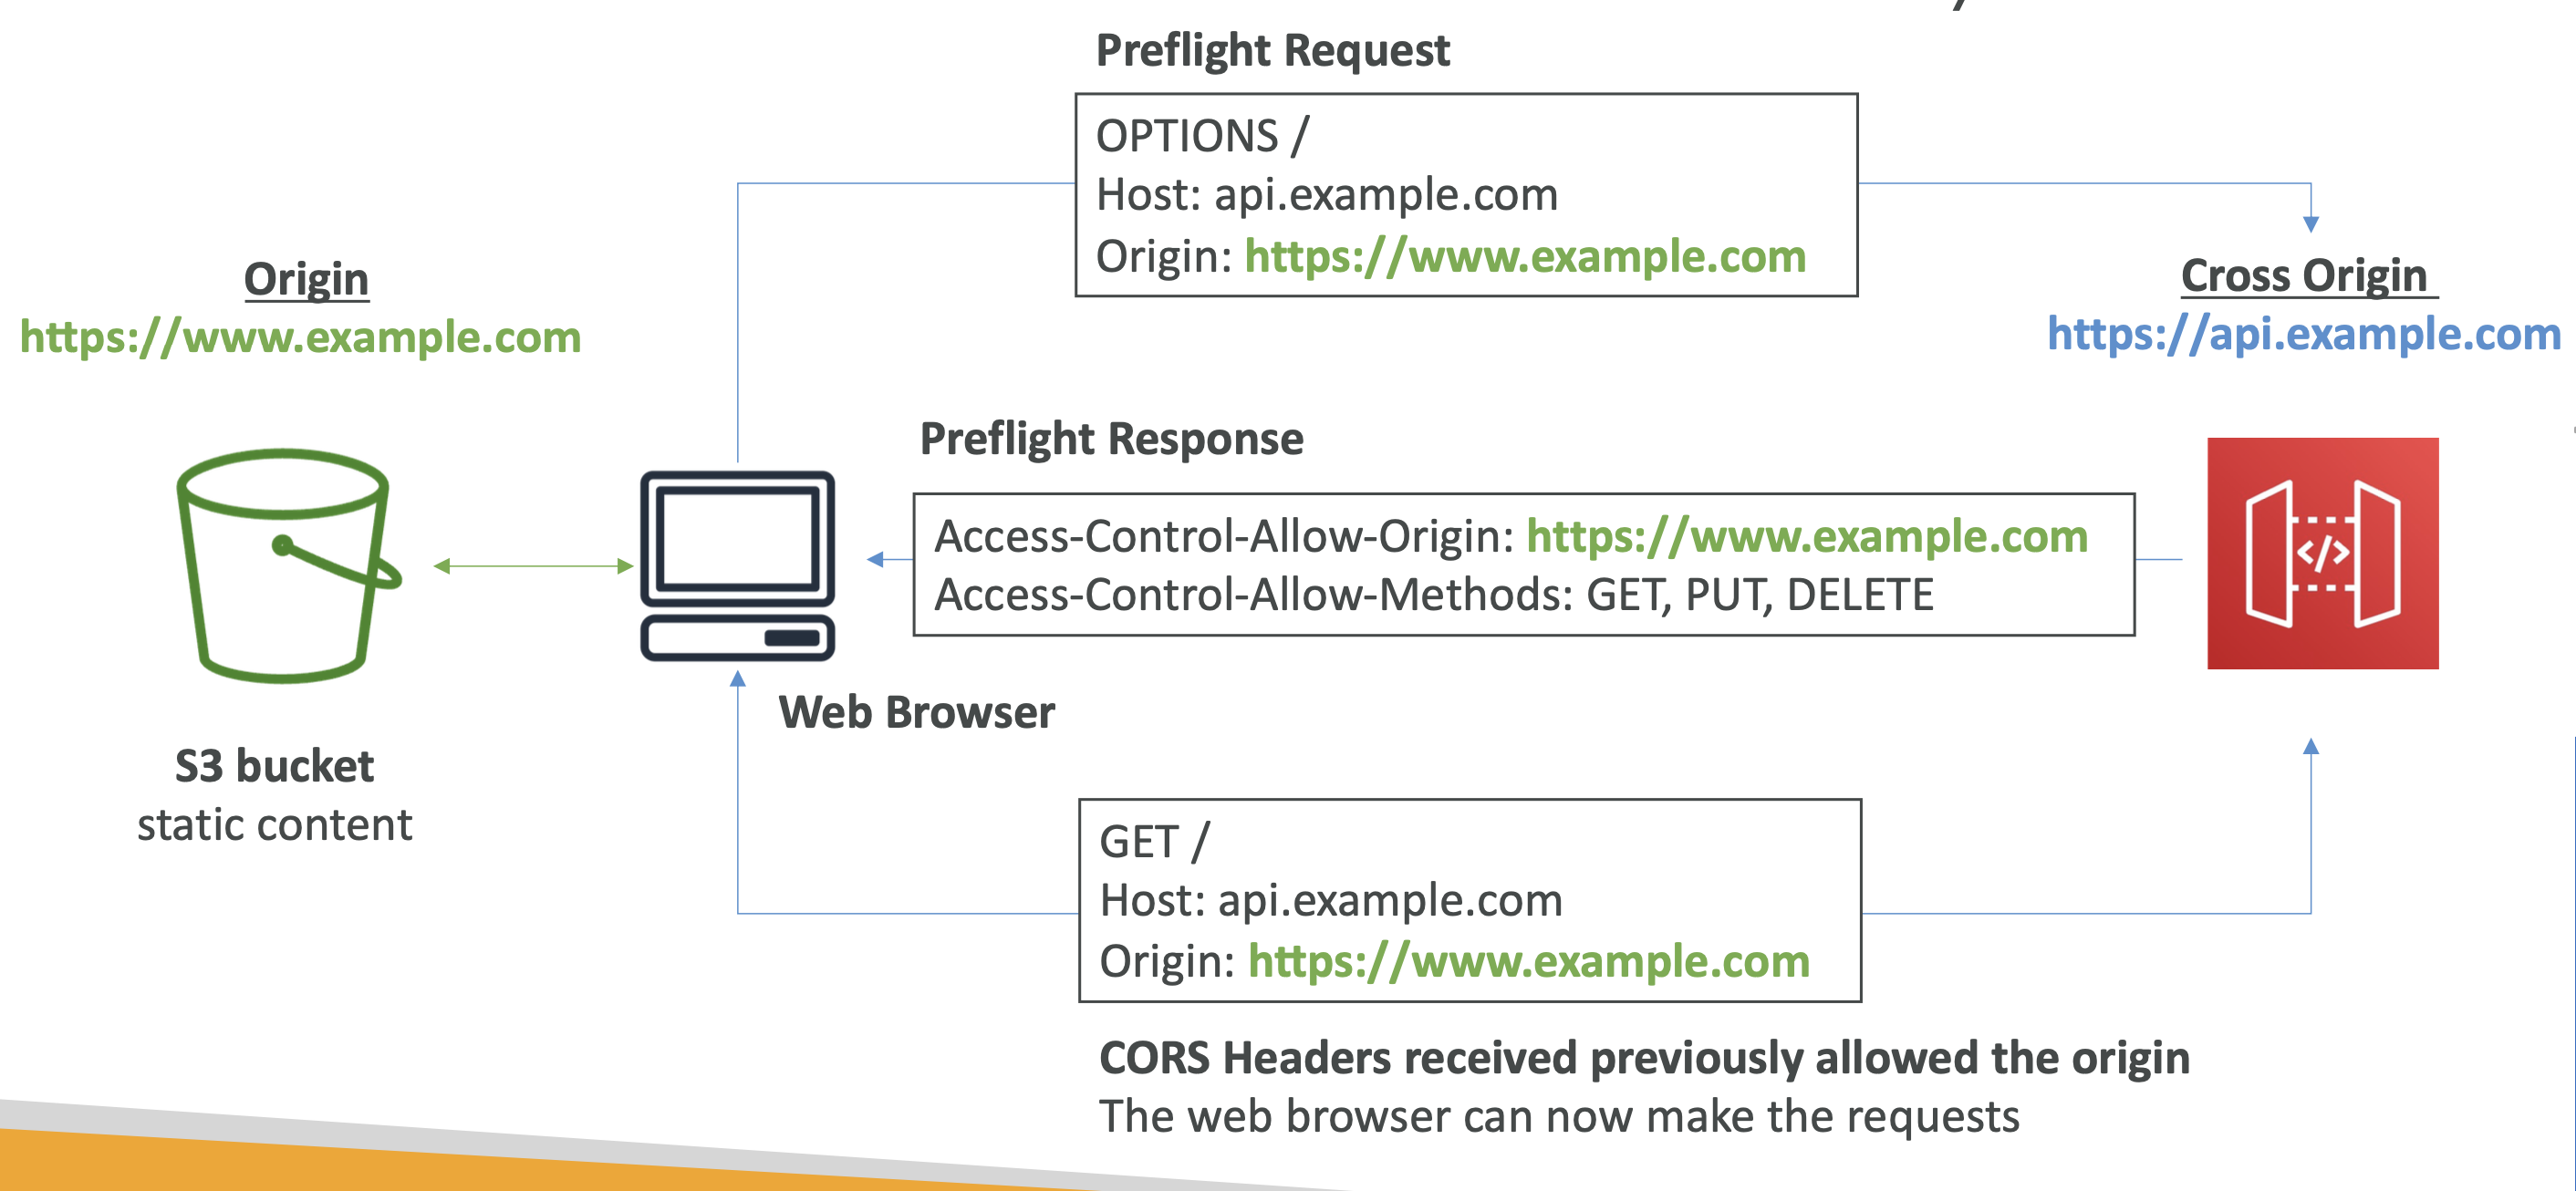 Preflight Request
OPTIONS /
Host: api.example.com
Origin: https://www.example.com
Origin
https://www.example.com
Cross Origin
https://api.example.com
Preflight Response
Access-Control-Allow-Origin: https://www.example.com
Access-Control-Allow-Methods: GET, PUT, DELETE
</>
Web Browser
S3 bucket
static content
GET /
Host: api.example.com
Origin: https://www.example.com
CORS Headers received previously allowed the origin
The web browser can now make the requests